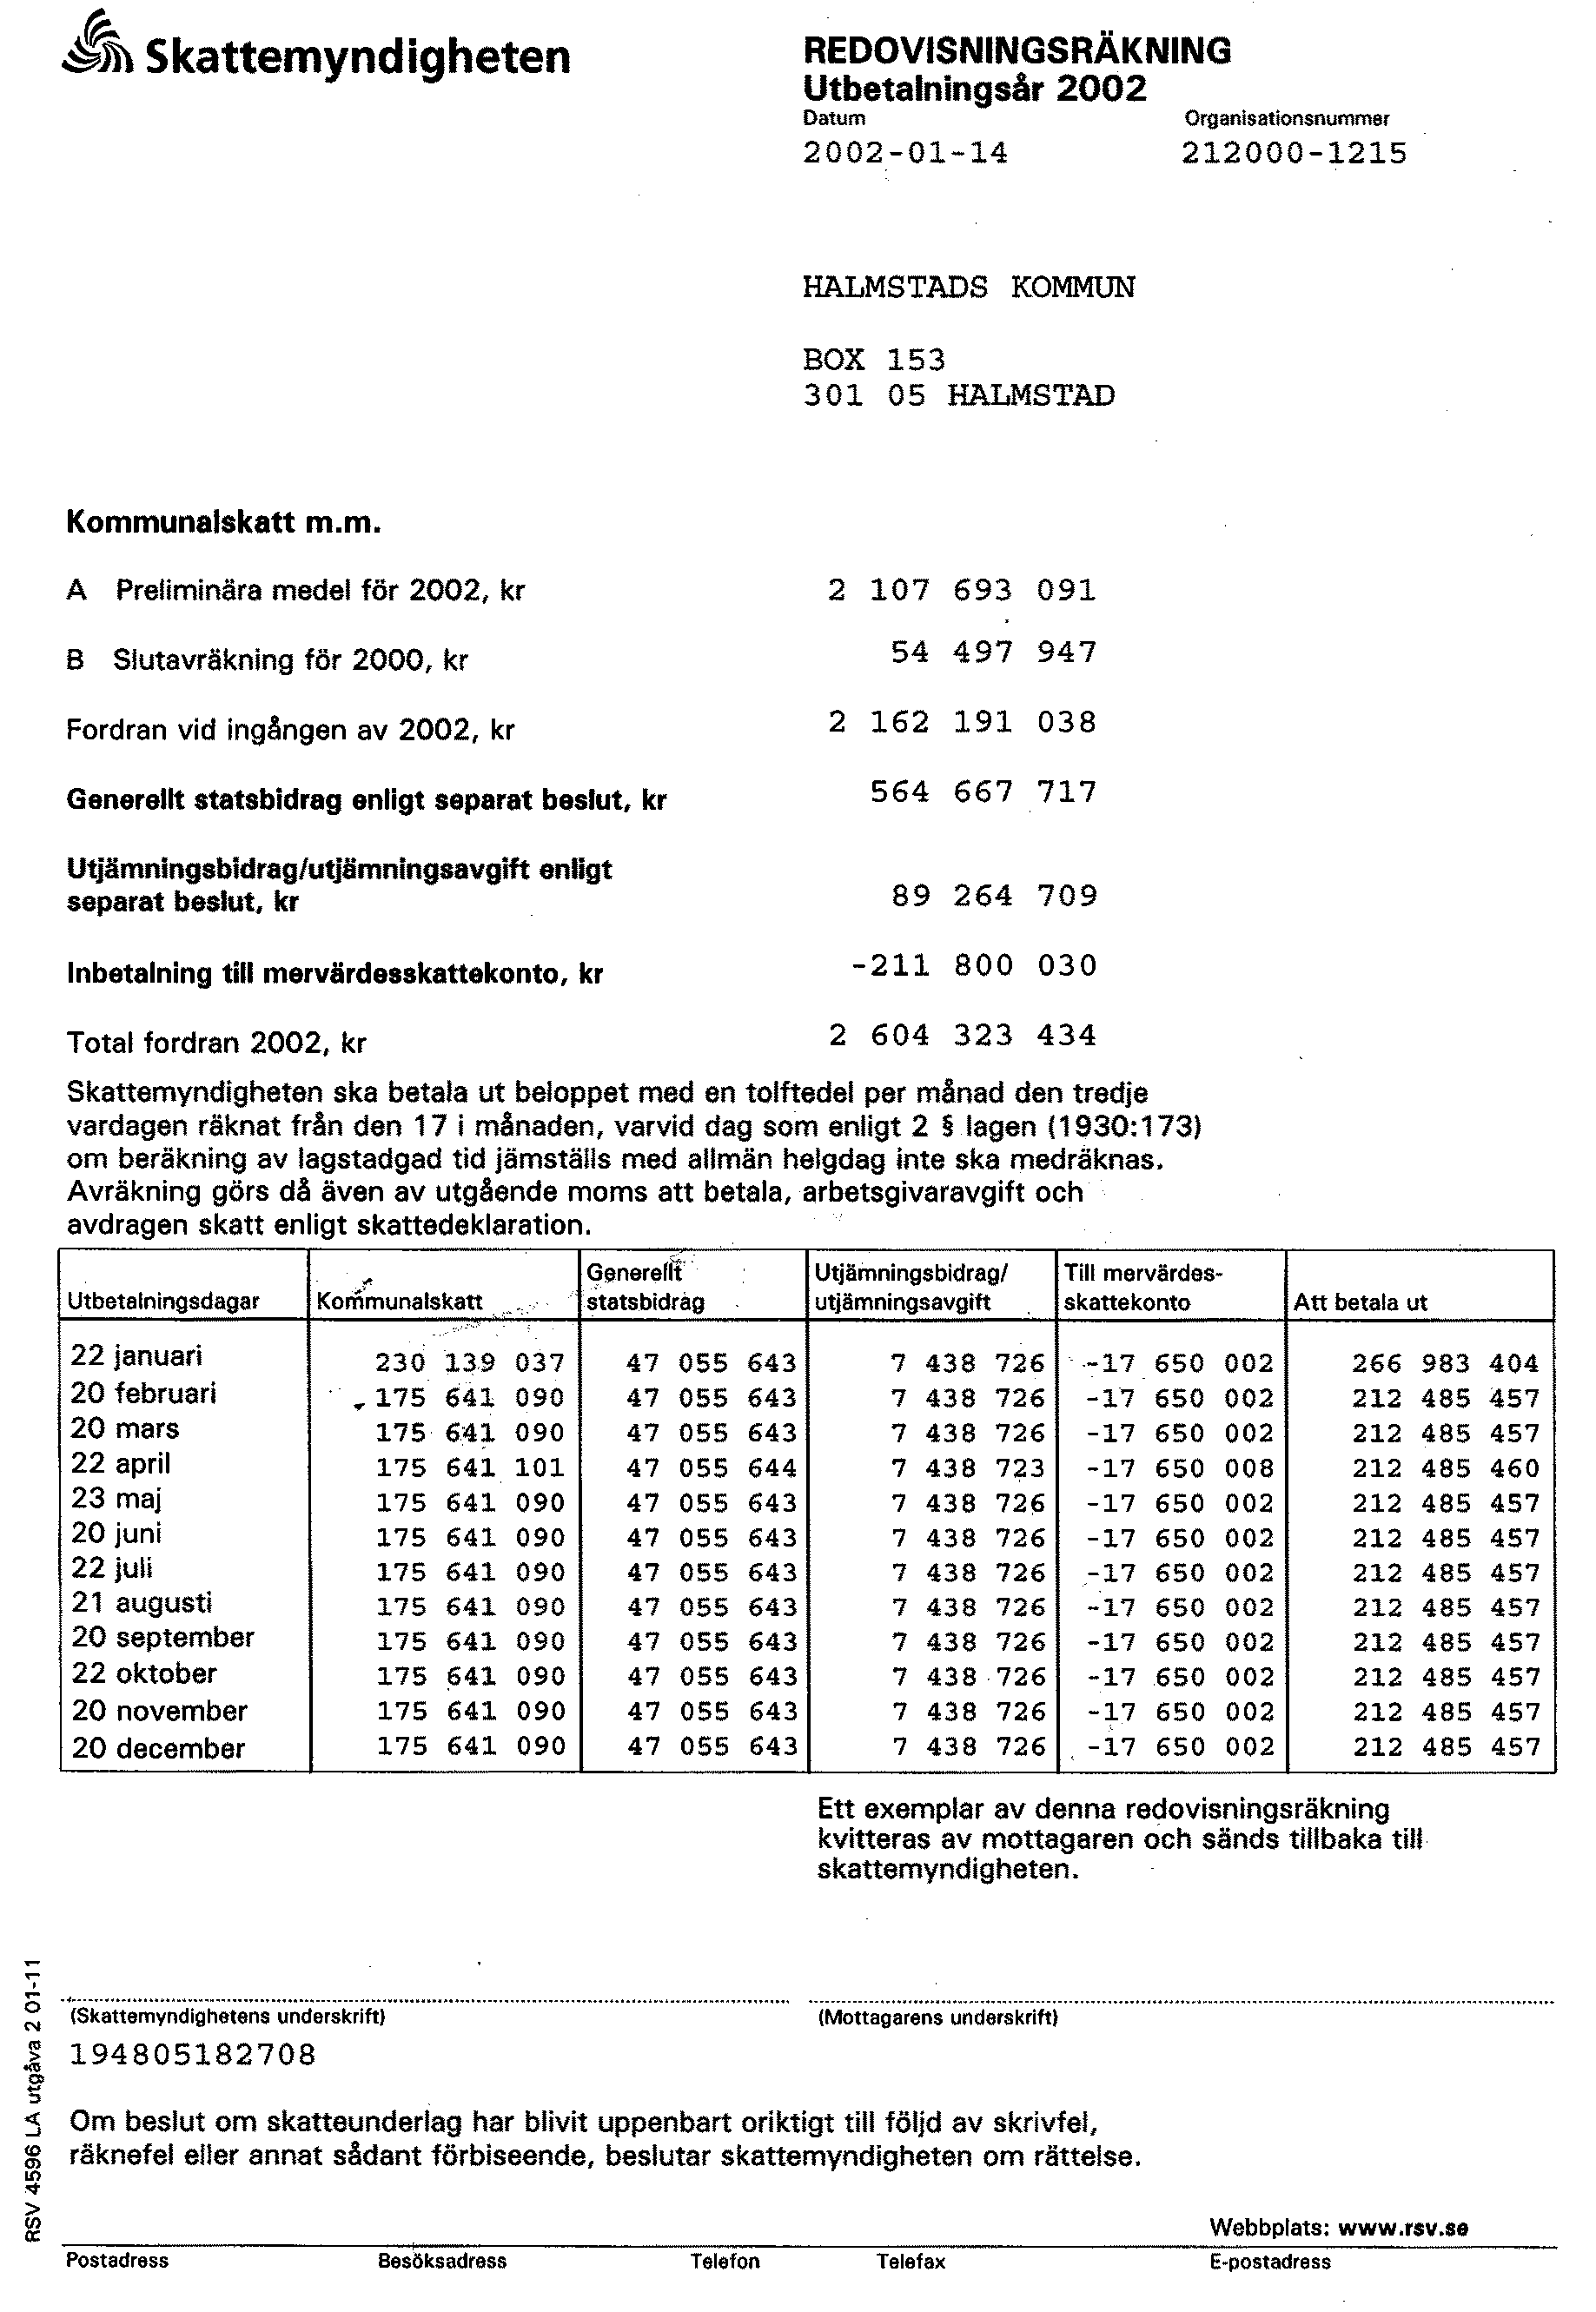 Skattemyndigheten
REDOVISNINGSRÄKNING
Utbetalningsår 2002
Datum Organisationsnummer
2002-01-14 212000-1215
HALMSTADS KOMMUN
BOX 153
301 05 HALMSTAD
Kommunalskatt m.m.
A Preliminära medel för 2002, kr 2 107 693 091
B Slutavräkning för 2000, kr 54 497 947
Fordran vid ingången av 2002, kr 2 162 191 038
Generellt statsbidrag enligt separat beslut, kr 564 667 717
Utjämningsbidrag/utjämningsavgift enligt
separat beslut, kr 89 264 709
Inbetalning till mervärdesskattekonto, kr -211 800 030
Total fordran 2002, kr 2 604 323 434
Skattemyndigheten ska betala ut beloppet med en tolftedel per månad den tredje
vardagen räknat från den 17 i månaden, varvid dag som enligt 2 § lagen (1930:173)
om beräkning av lagstadgad tid jämställs med allmän helgdag inte ska medräknas.
Avräkning görs då även av utgående moms att betala, arbetsgivaravgift och
avdragen skatt enligt skattedeklaration.
Generellt Utjämningsbidrag/ Till mervärdes-
Utbetalningsdagar Kommunalskatt statsbidrag utjämningsavgift skattekonto Att betala ut
22 januari 230 139 037 47 055 643 7 438 726 -17 650 002 266 983 404
20 februari 175 641 090 47 055 643 7 438 726 -17 650 002 212 485 457
20 mars 175 641 090 47 055 643 7 438 726 -17 650 002 212 485 457
22 april 175 641 101 47 055 644 7 438 723 -17 650 008 212 485 460
23 maj 175 641 090 47 055 643 7 438 726 -17 650 002 212 485 457
20 juni 175 641 090 47 055 643 7 438 726 -17 650 002 212 485 457
22 juli 175 641 090 47 055 643 7 438 726 -17 650 002 212 485 457
21 augusti 175 641 090 47 055 643 7 438 726 -17 650 002 212 485 457
20 september 175 641 090 47 055 643 7 438 726 -17 650 002 212 485 457
22 oktober 175 641 090 47 055 643 7 438 726 -17 650 002 212 485 457
20 november 175 641 090 47 055 643 7 438 726 -17 650 002 212 485 457
20 december 175 641 090 47 055 643 7 438 726 -17 650 002 212 485 457
Ett exemplar av denna redovisningsräkning
kvitteras av mottagaren och sänds tillbaka till
skattemyndigheten.
(Skattemyndighetens underskrift) (Mottagarens underskrift)
194805182708
Om beslut om skatteunderlag har blivit uppenbart oriktigt till följd av skrivfel,
räknefel eller annat sådant förbiseende, beslutar skattemyndigheten om rättelse.
RSV 4596 LA utgåva 2 01-11
Webbplats: www.rsv.se
Postadress Besöksadress Telefon Telefax E-postadress